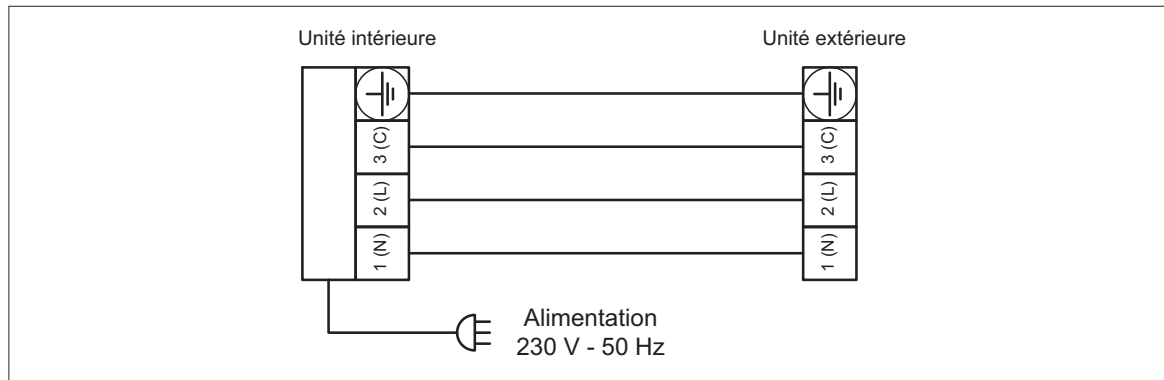 Unité intérieure
Unité extérieure
3 (C)
3 (C)
2 (L)
2 (L)
1 (N)
1 (N)
Alimentation
230 V - 50 Hz